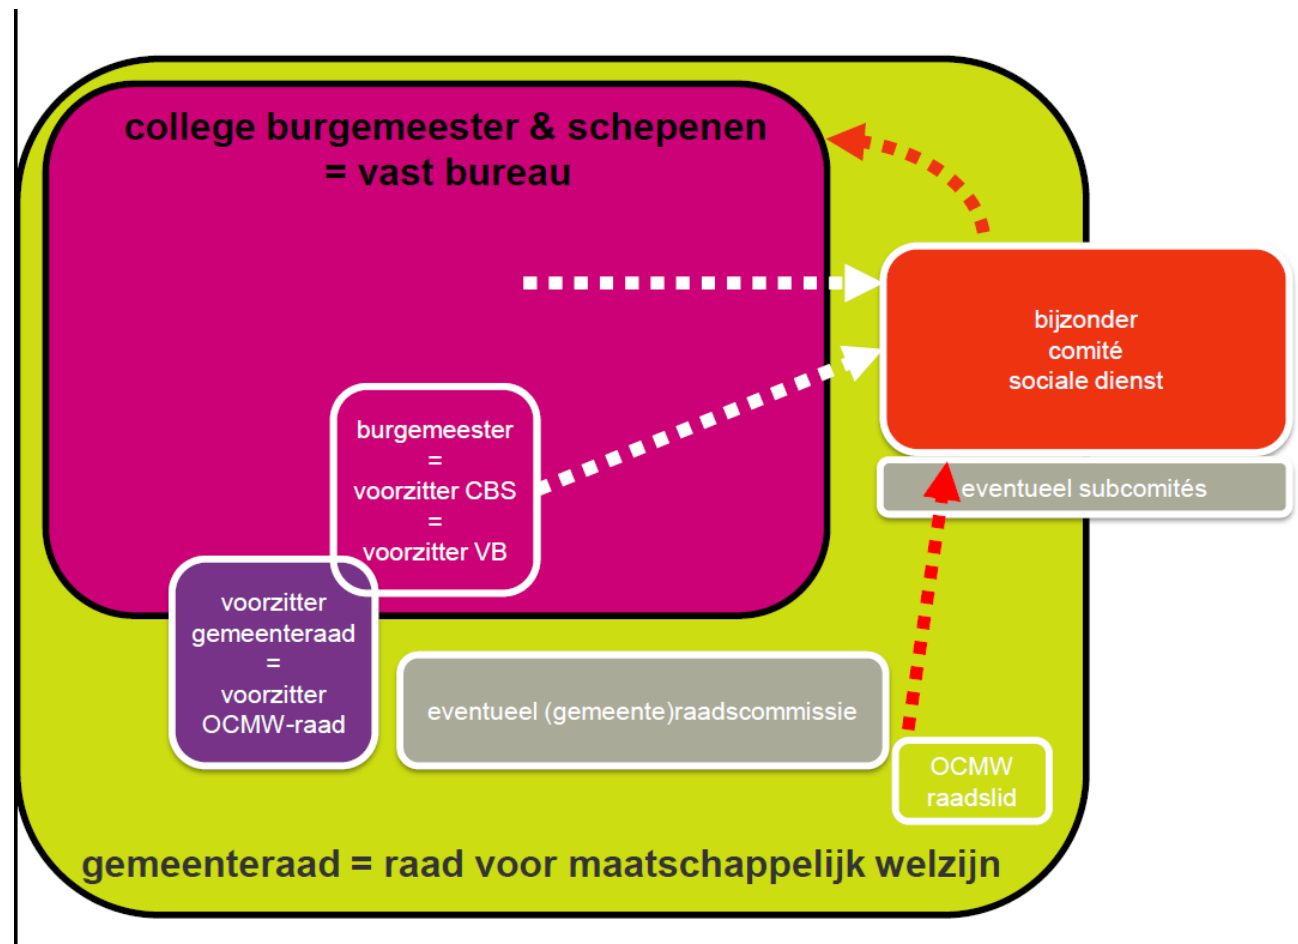 college burgemeester & schepenen
= vast bureau
bijzonder
comité
sociale dienst
burgemeester
=
voorzitter CBS
=
voorzitter VB
eventueel subcomités
voorzitter
gemeenteraad
=
voorzitter
OCMW-raad
eventueel (gemeente)raadscommissie
OCMW
raadslid
gemeenteraad = raad voor maatschappelijk welzijn